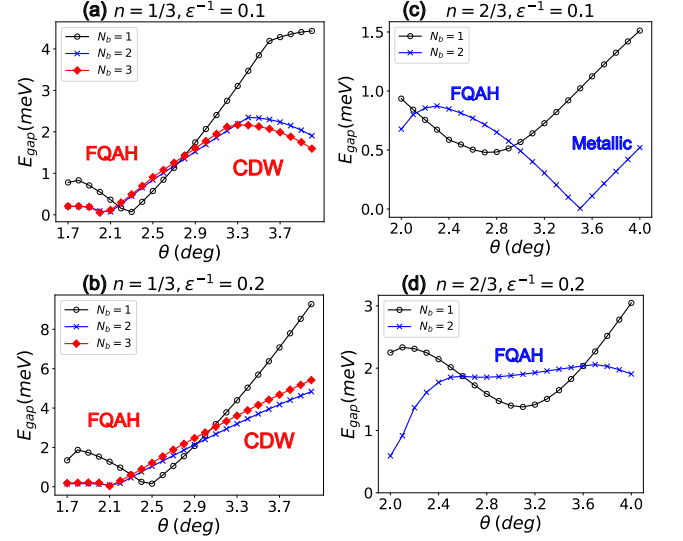 (a) n = 1/3, ε⁻¹ = 0.1
N_b = 1
N_b = 2
N_b = 3
FQAH
CDW
E_gap(meV)
4
2
0
1.7 2.1 2.5 2.9 3.3 3.7
θ (deg)
(c) n = 2/3, ε⁻¹ = 0.1
N_b = 1
N_b = 2
FQAH
Metallic
E_gap(meV)
1.5
1.0
0.5
0.0
2.0 2.4 2.8 3.2 3.6 4.0
θ (deg)
(b) n = 1/3, ε⁻¹ = 0.2
N_b = 1
N_b = 2
N_b = 3
FQAH
CDW
E_gap(meV)
8
6
4
2
0
1.7 2.1 2.5 2.9 3.3 3.7
θ (deg)
(d) n = 2/3, ε⁻¹ = 0.2
N_b = 1
N_b = 2
FQAH
E_gap(meV)
3
2
1
0
2.0 2.4 2.8 3.2 3.6 4.0
θ (deg)